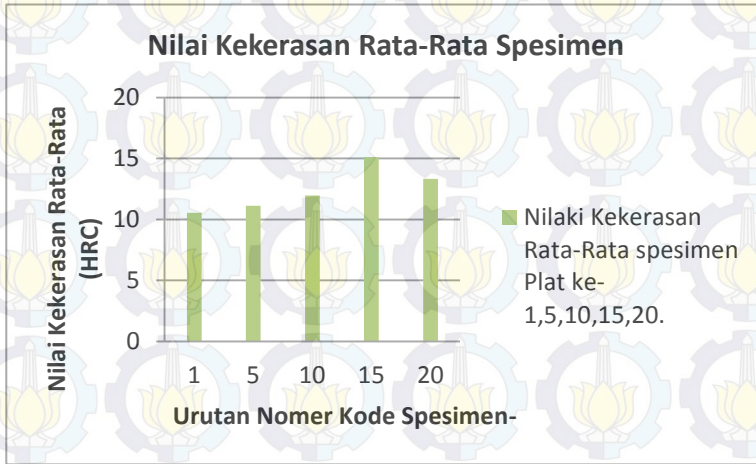 Nilai Kekerasan Rata-Rata Spesimen
Nilai Kekerasan Rata-Rata
(HRC)
20
15
10
5
0
1 5 10 15 20
Urutan Nomer Kode Spesimen-
Nilaki Kekerasan
Rata-Rata spesimen
Plat ke-
1,5,10,15,20.